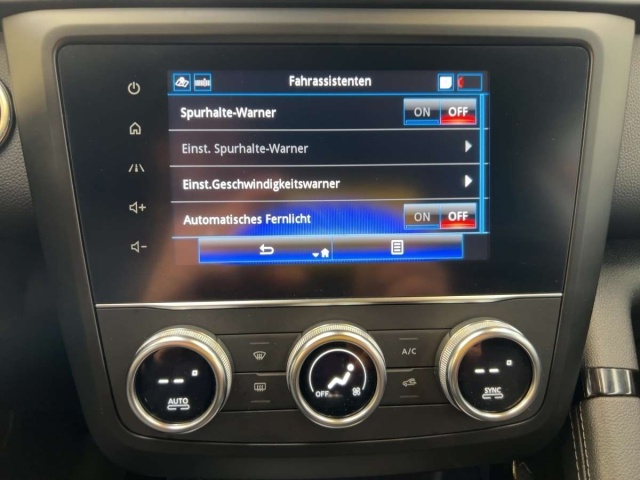 Fahrassistenten
Spurhalte-Warner ON OFF
Einst. Spurhalte-Warner
Einst.Geschwindigkeitswarner
Automatisches Fernlicht ON OFF
-- AUTO
OFF
A/C
-- SYNC